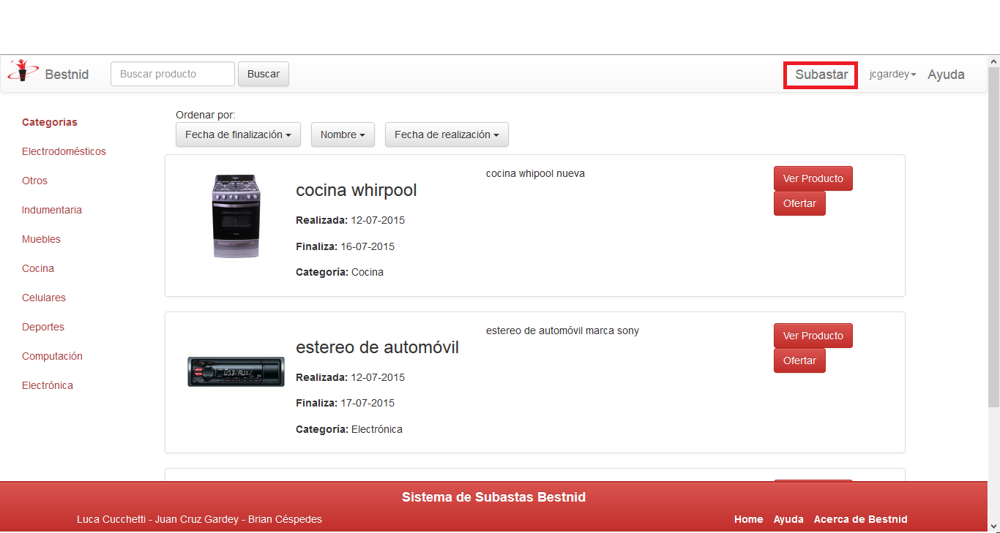 Bestnid
Buscar producto
Buscar
Subastar
jcgardey
Ayuda
Categorias
Electrodomésticos
Otros
Indumentaria
Muebles
Cocina
Celulares
Deportes
Computación
Electrónica
Ordenar por:
Fecha de finalización
Nombre
Fecha de realización
cocina whirpool
Realizada: 12-07-2015
Finaliza: 16-07-2015
Categoría: Cocina
cocina whipool nueva
Ver Producto
Ofertar
USB/AUX/
estereo de automóvil
Realizada: 12-07-2015
Finaliza: 17-07-2015
Categoría: Electrónica
estereo de automóvil marca sony
Ver Producto
Ofertar
Sistema de Subastas Bestnid
Luca Cucchetti - Juan Cruz Gardey - Brian Céspedes
Home
Ayuda
Acerca de Bestnid